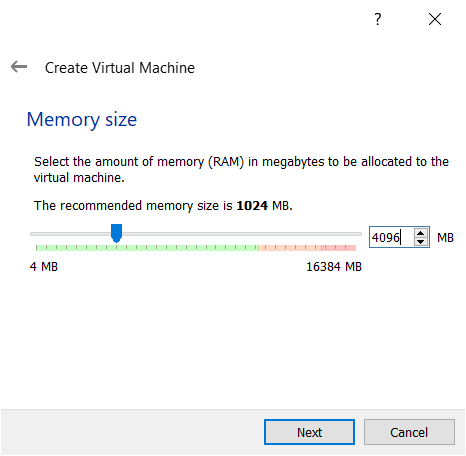 ?
Create Virtual Machine
Memory size
Select the amount of memory (RAM) in megabytes to be allocated to the
virtual machine.
The recommended memory size is 1024 MB.
4096 MB
4 MB 16384 MB
Next Cancel